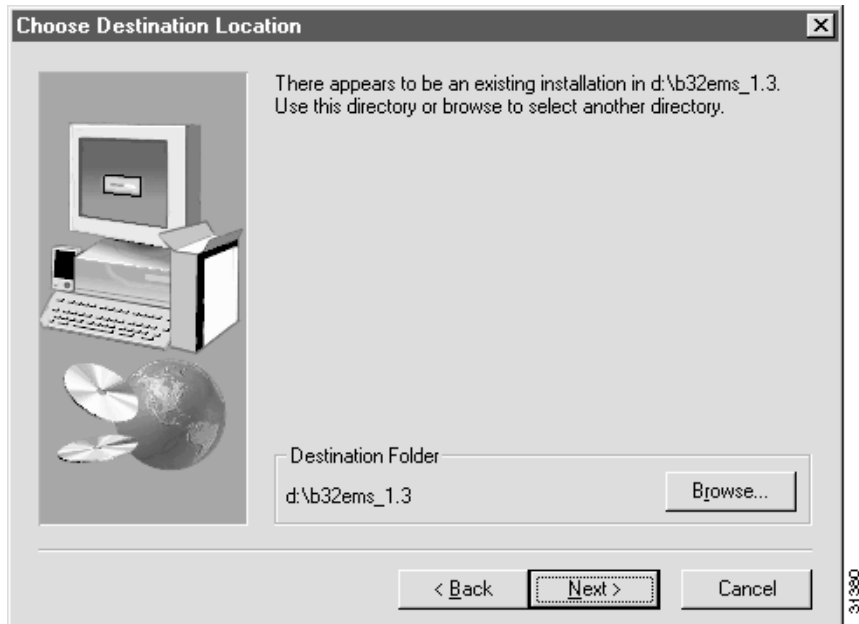 Choose Destination Location
There appears to be an existing installation in d:\b32ems_1.3.
Use this directory or browse to select another directory.
Destination Folder
d:\b32ems_1.3
Browse...
< Back
Next >
Cancel
31380